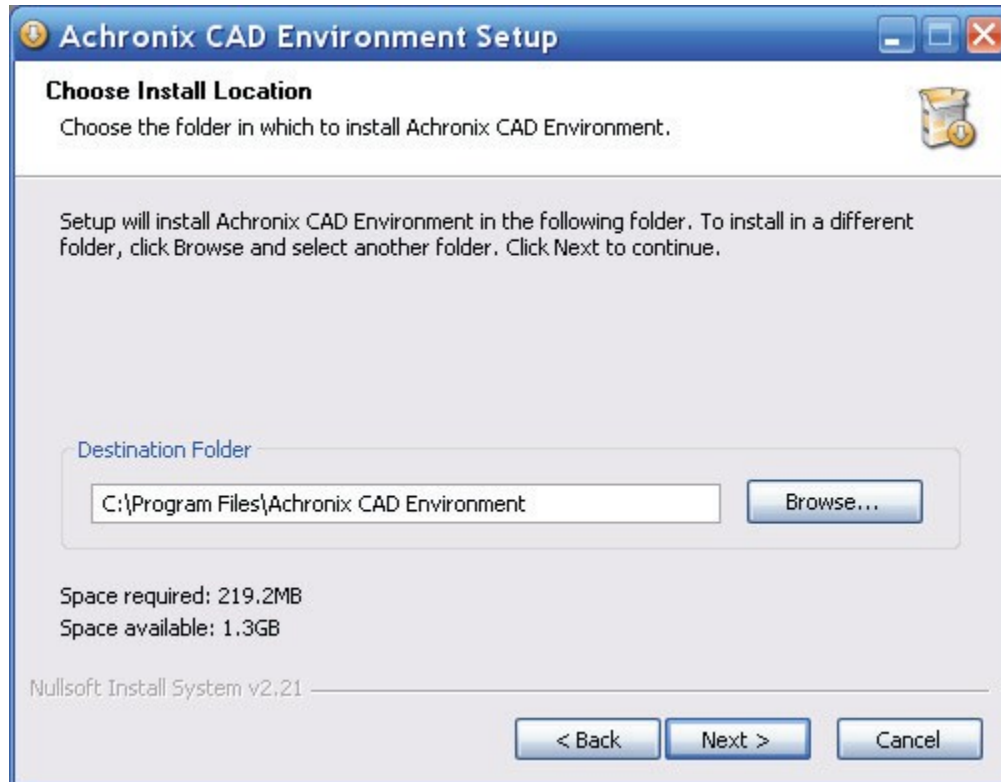 Achronix CAD Environment Setup
Choose Install Location
Choose the folder in which to install Achronix CAD Environment.
Setup will install Achronix CAD Environment in the following folder. To install in a different
folder, click Browse and select another folder. Click Next to continue.
Destination Folder
C:\Program Files\Achronix CAD Environment
Browse...
Space required: 219.2MB
Space available: 1.3GB
Nullsoft Install System v2.21
< Back Next > Cancel